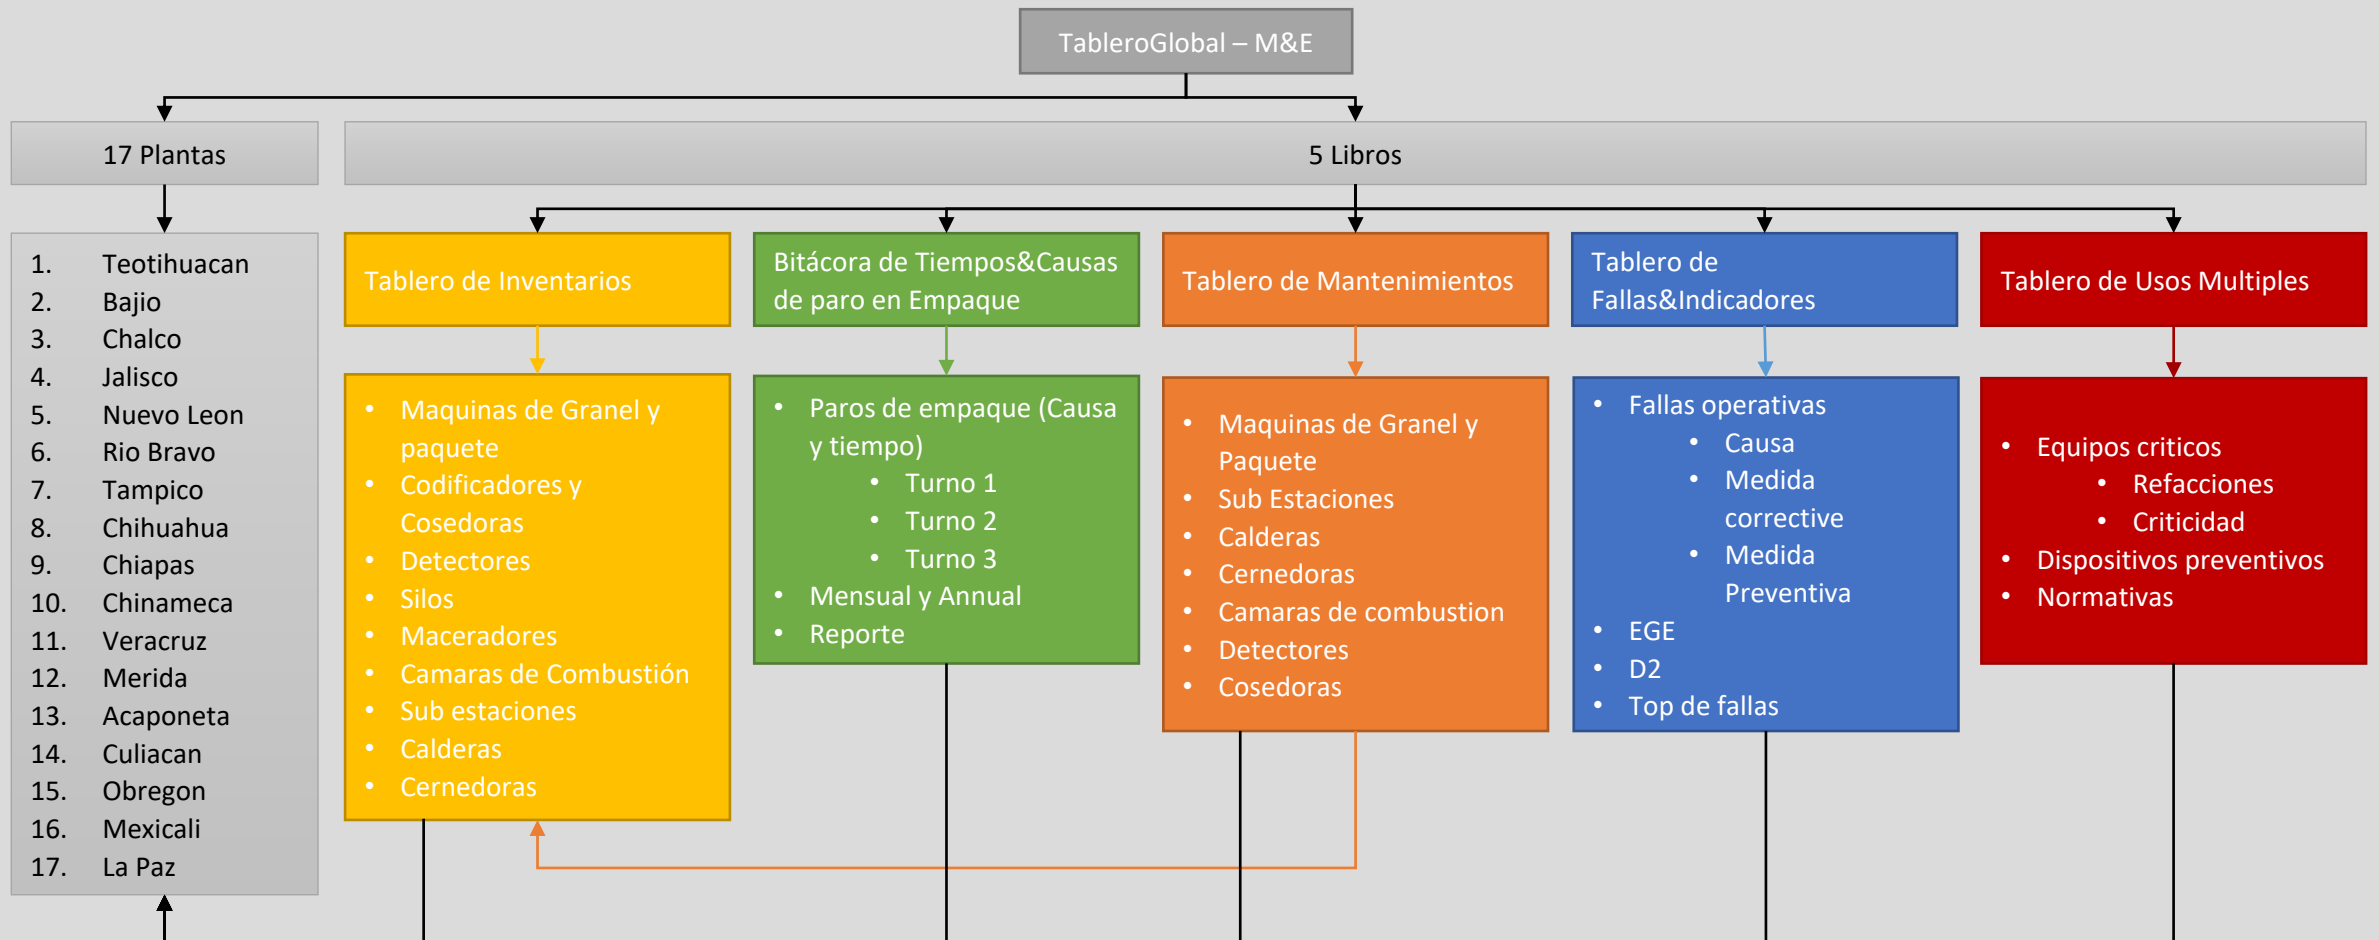 TableroGlobal – M&E
17 Plantas
5 Libros
1. Teotihuacan
2. Bajio
3. Chalco
4. Jalisco
5. Nuevo Leon
6. Rio Bravo
7. Tampico
8. Chihuahua
9. Chiapas
10. Chinameca
11. Veracruz
12. Merida
13. Acaponeta
14. Culiacan
15. Obregon
16. Mexicali
17. La Paz
Tablero de Inventarios
• Maquinas de Granel y
paquete
• Codificadores y
Cosedoras
• Detectores
• Silos
• Maceradores
• Camaras de Combustión
• Sub estaciones
• Calderas
• Cernedoras
Bitácora de Tiempos&Causas
de paro en Empaque
• Paros de empaque (Causa
y tiempo)
• Turno 1
• Turno 2
• Turno 3
• Mensual y Annual
• Reporte
Tablero de Mantenimientos
• Maquinas de Granel y
Paquete
• Sub Estaciones
• Calderas
• Cernedoras
• Camaras de combustion
• Detectores
• Cosedoras
Tablero de
Fallas&Indicadores
• Fallas operativas
• Causa
• Medida
corrective
• Medida
Preventiva
• EGE
• D2
• Top de fallas
Tablero de Usos Multiples
• Equipos criticos
• Refacciones
• Criticidad
• Dispositivos preventivos
• Normativas